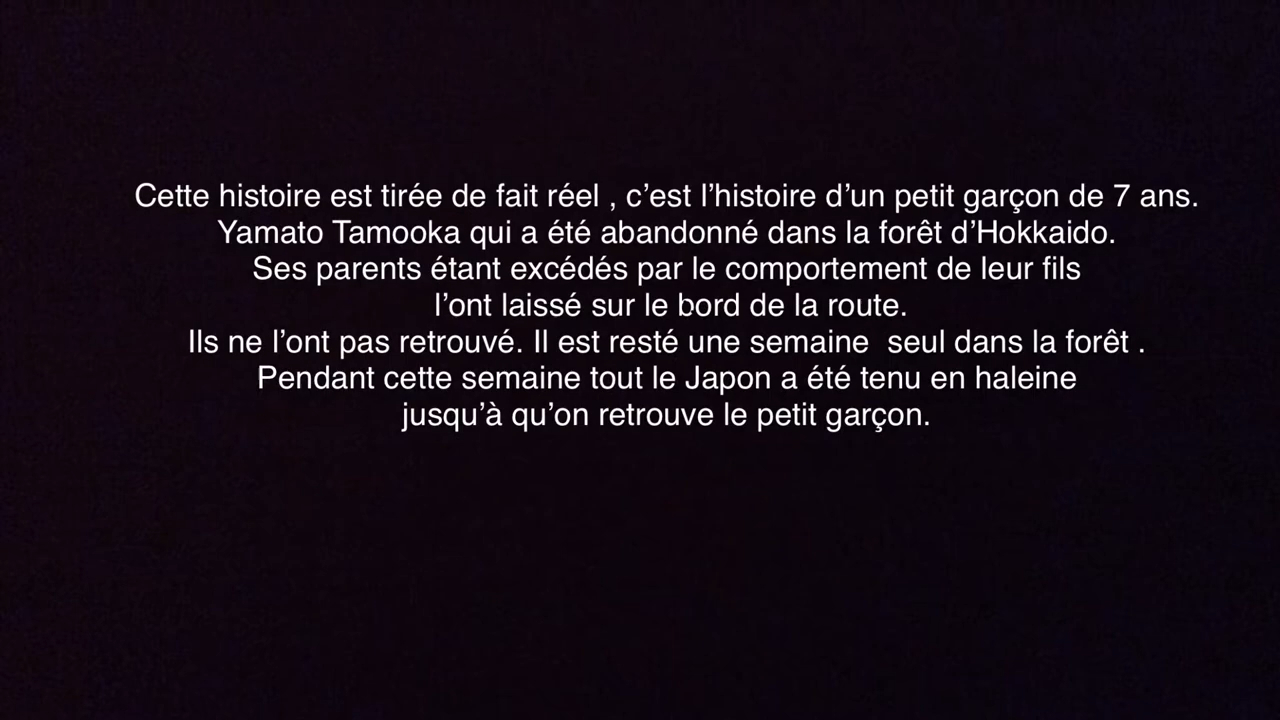 Cette histoire est tirée de fait réel , c’est l’histoire d’un petit garçon de 7 ans.
Yamato Tamooka qui a été abandonné dans la forêt d’Hokkaido.
Ses parents étant excédés par le comportement de leur fils
l’ont laissé sur le bord de la route.
Ils ne l’ont pas retrouvé. Il est resté une semaine  seul dans la forêt .
Pendant cette semaine tout le Japon a été tenu en haleine
jusqu’à qu’on retrouve le petit garçon.